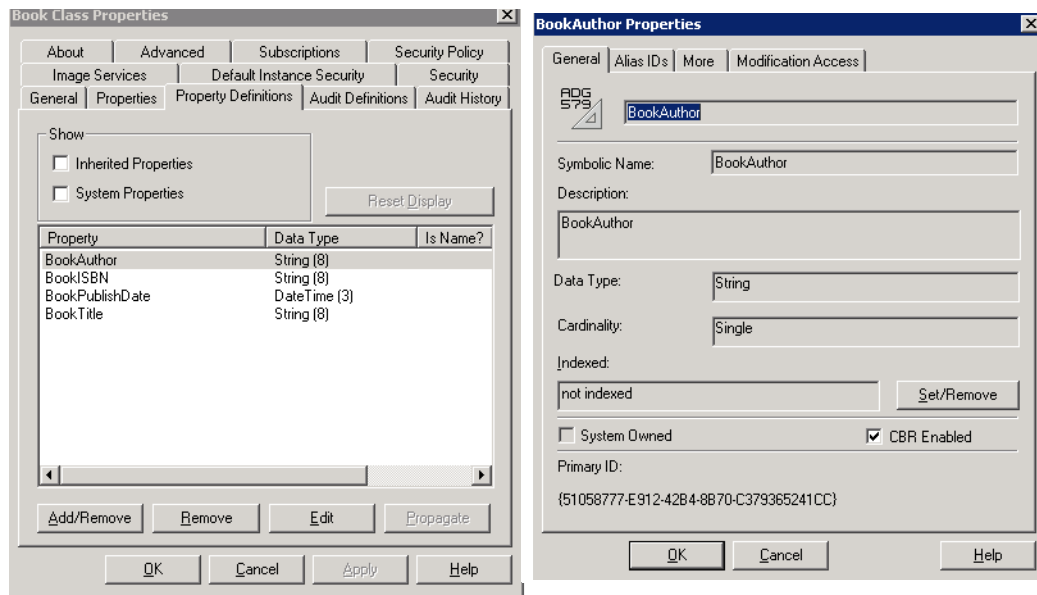 Book Class Properties
About Advanced Subscriptions Security Policy
Image Services Default Instance Security Security
General Properties Property Definitions Audit Definitions Audit History
Show
Inherited Properties
System Properties
Reset Display
Property Data Type Is Name?
BookAuthor String (8)
BookISBN String (8)
BookPublishDate DateTime (3)
BookTitle String (8)
Add/Remove Remove Edit Propagate
OK Cancel Apply Help
BookAuthor Properties
General Alias IDs More Modification Access
ADG
579
BookAuthor
Symbolic Name: BookAuthor
Description:
BookAuthor
Data Type: String
Cardinality: Single
Indexed:
not indexed Set/Remove
System Owned CBR Enabled
Primary ID:
{51058777-E912-42B4-8B70-C379365241CC}
OK Cancel Help